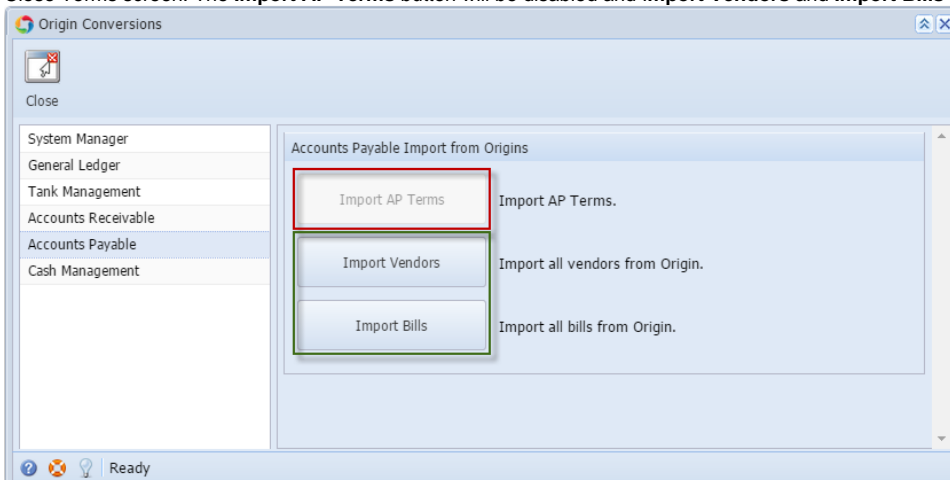 Close Terms screen. The Import AP Terms button will be disabled and Import Vendors and Import Bills
Origin Conversions
Close
System Manager
General Ledger
Tank Management
Accounts Receivable
Accounts Payable
Cash Management
Accounts Payable Import from Origins
Import AP Terms Import AP Terms.
Import Vendors Import all vendors from Origin.
Import Bills Import all bills from Origin.
Ready